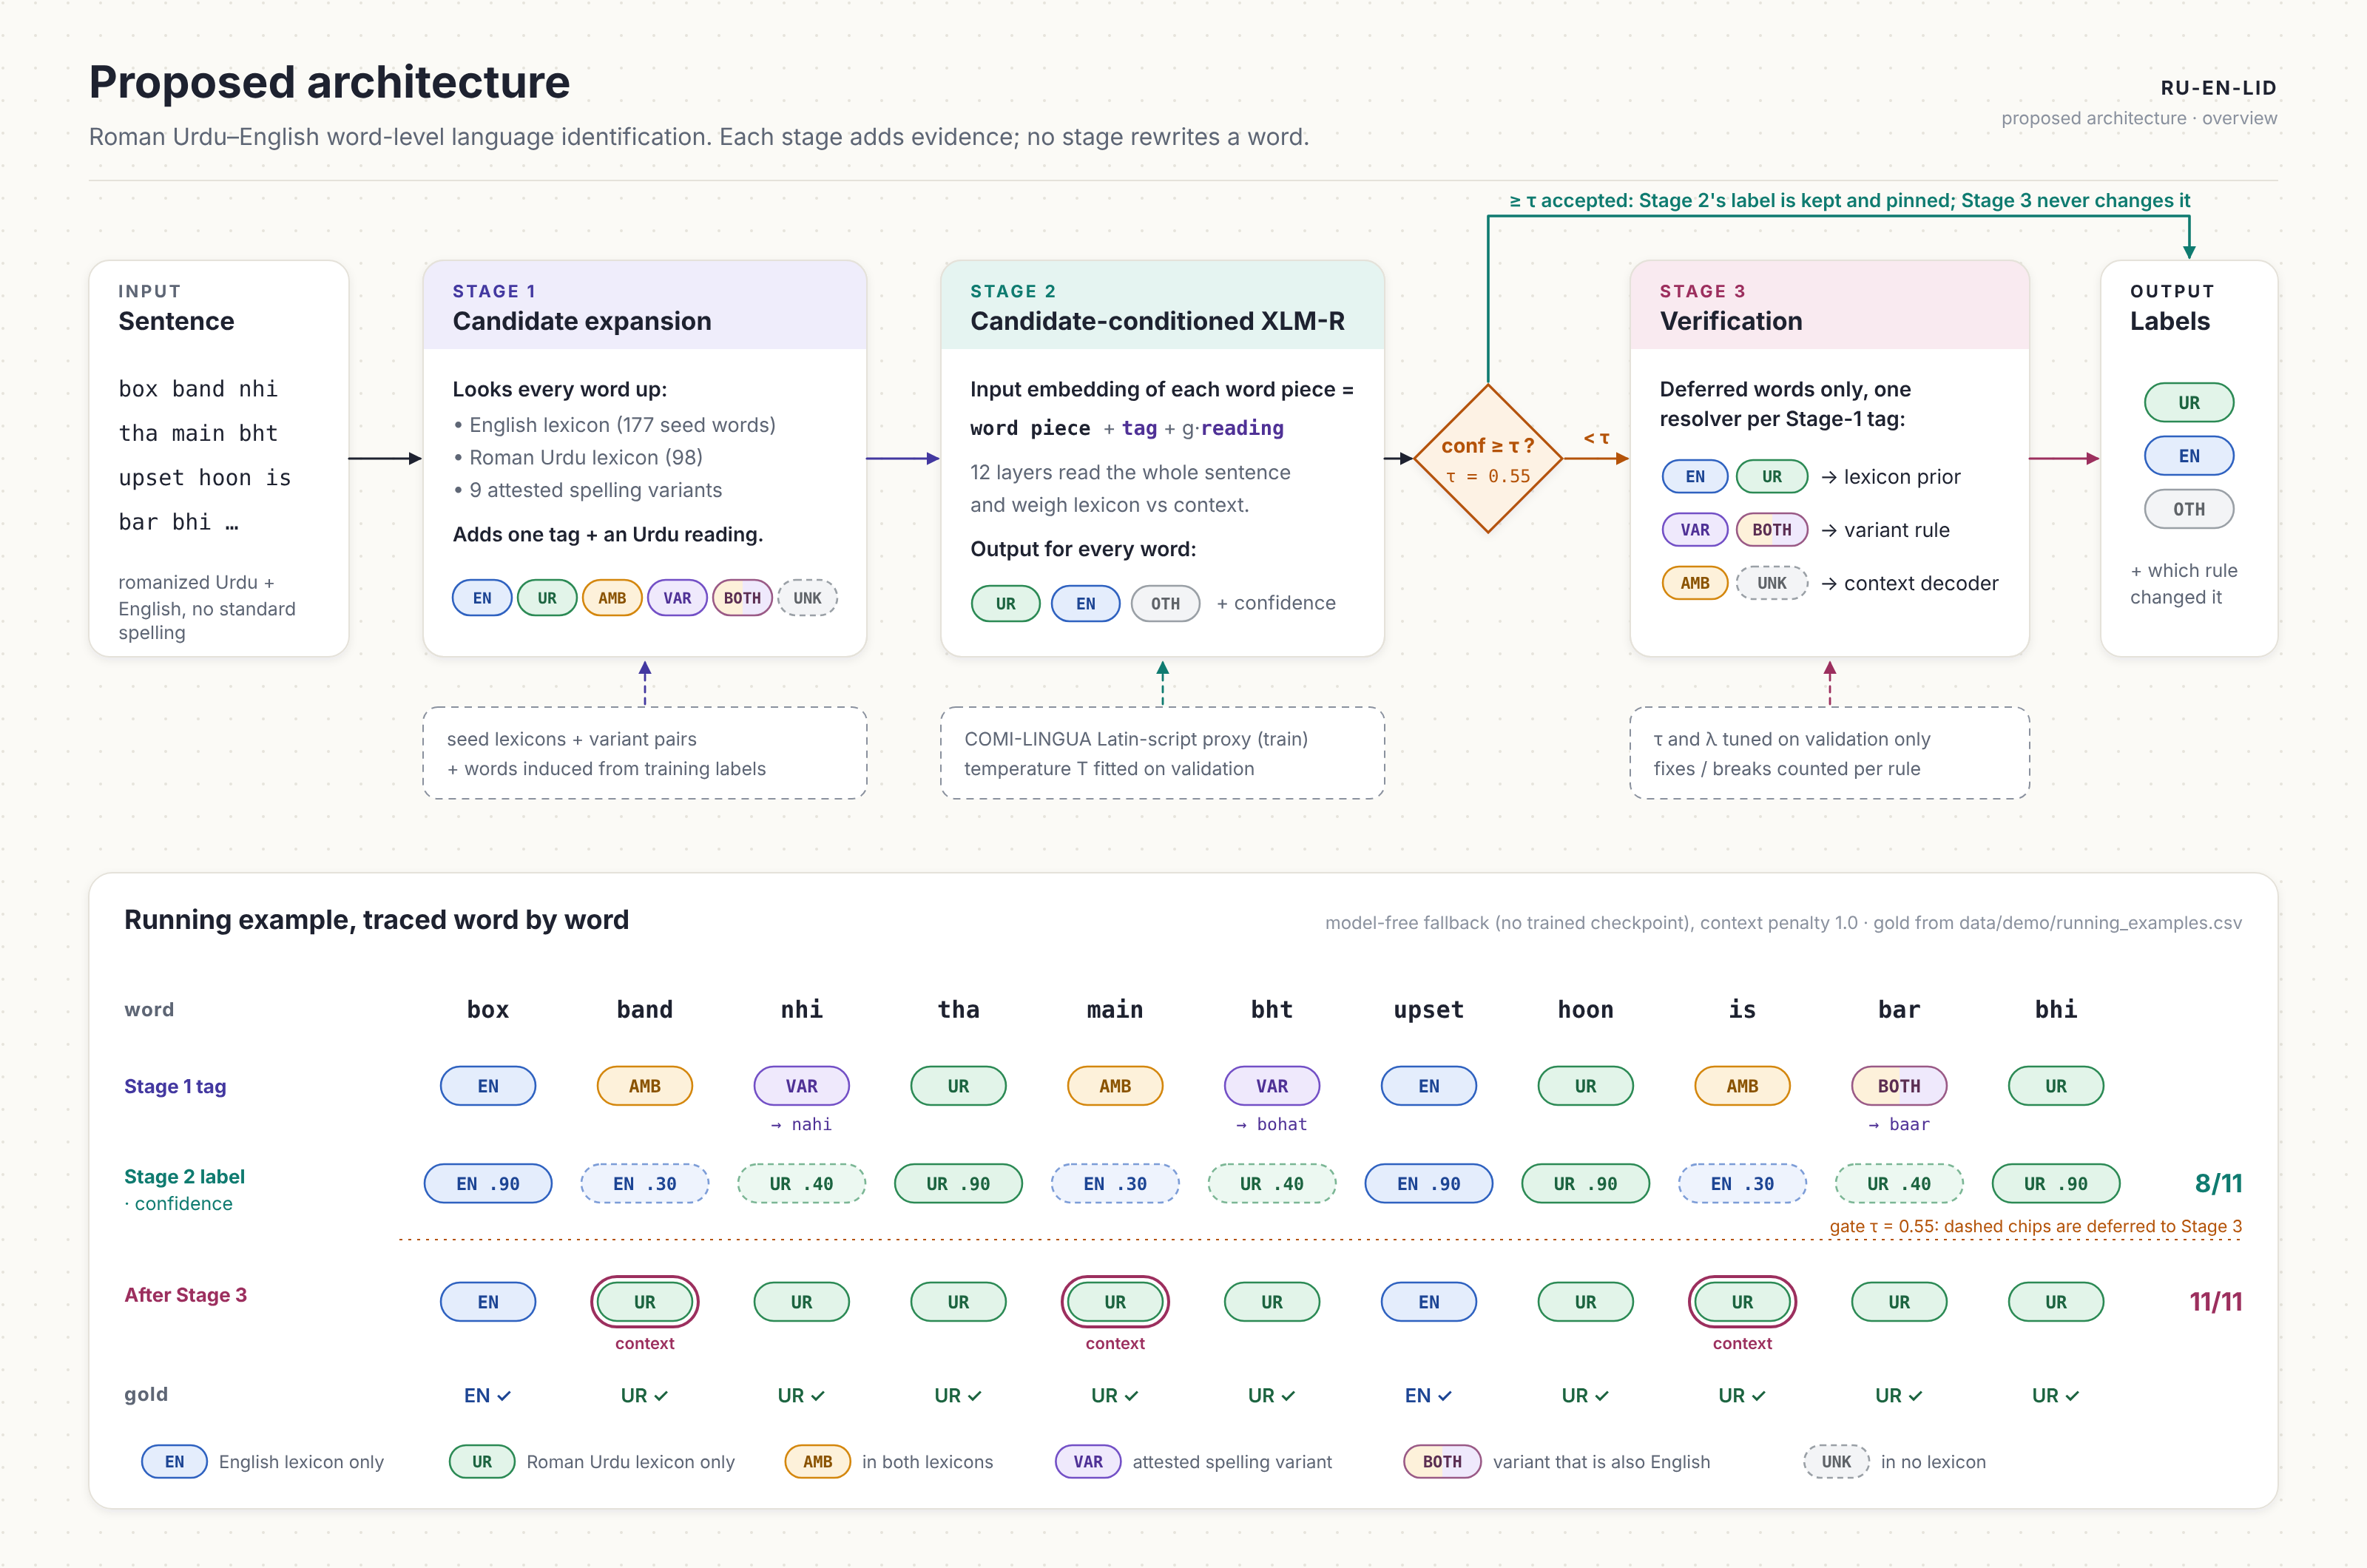 Proposed architecture
RU-EN-LID
proposed architecture · overview
Roman Urdu–English word-level language identification. Each stage adds evidence; no stage rewrites a word.
≥ τ accepted: Stage 2's label is kept and pinned; Stage 3 never changes it
INPUT
Sentence
box band nhi
tha main bht
upset hoon is
bar bhi …
romanized Urdu +
English, no standard
spelling
STAGE 1
Candidate expansion
Looks every word up:
• English lexicon (177 seed words)
• Roman Urdu lexicon (98)
• 9 attested spelling variants
Adds one tag + an Urdu reading.
EN UR AMB VAR BOTH UNK
seed lexicons + variant pairs
+ words induced from training labels
STAGE 2
Candidate-conditioned XLM-R
Input embedding of each word piece =
word piece + tag + g·reading
12 layers read the whole sentence
and weigh lexicon vs context.
Output for every word:
UR EN OTH + confidence
COMI-LINGUA Latin-script proxy (train)
temperature T fitted on validation
conf ≥ τ ?
τ = 0.55
< τ
STAGE 3
Verification
Deferred words only, one
resolver per Stage-1 tag:
EN UR → lexicon prior
VAR BOTH → variant rule
AMB UNK → context decoder
τ and λ tuned on validation only
fixes / breaks counted per rule
OUTPUT
Labels
UR
EN
OTH
+ which rule
changed it
Running example, traced word by word
model-free fallback (no trained checkpoint), context penalty 1.0 · gold from data/demo/running_examples.csv
word box band nhi tha main bht upset hoon is bar bhi
Stage 1 tag EN AMB VAR UR AMB VAR EN UR AMB BOTH UR
→ nahi → bohat → baar
Stage 2 label EN .90 EN .30 UR .40 UR .90 EN .30 UR .40 EN .90 UR .90 EN .30 UR .40 UR .90 8/11
· confidence
gate τ = 0.55: dashed chips are deferred to Stage 3
After Stage 3 EN UR UR UR UR UR EN UR UR UR UR 11/11
context context context
gold EN ✓ UR ✓ UR ✓ UR ✓ UR ✓ UR ✓ EN ✓ UR ✓ UR ✓ UR ✓ UR ✓
EN English lexicon only UR Roman Urdu lexicon only AMB in both lexicons VAR attested spelling variant BOTH variant that is also English UNK in no lexicon